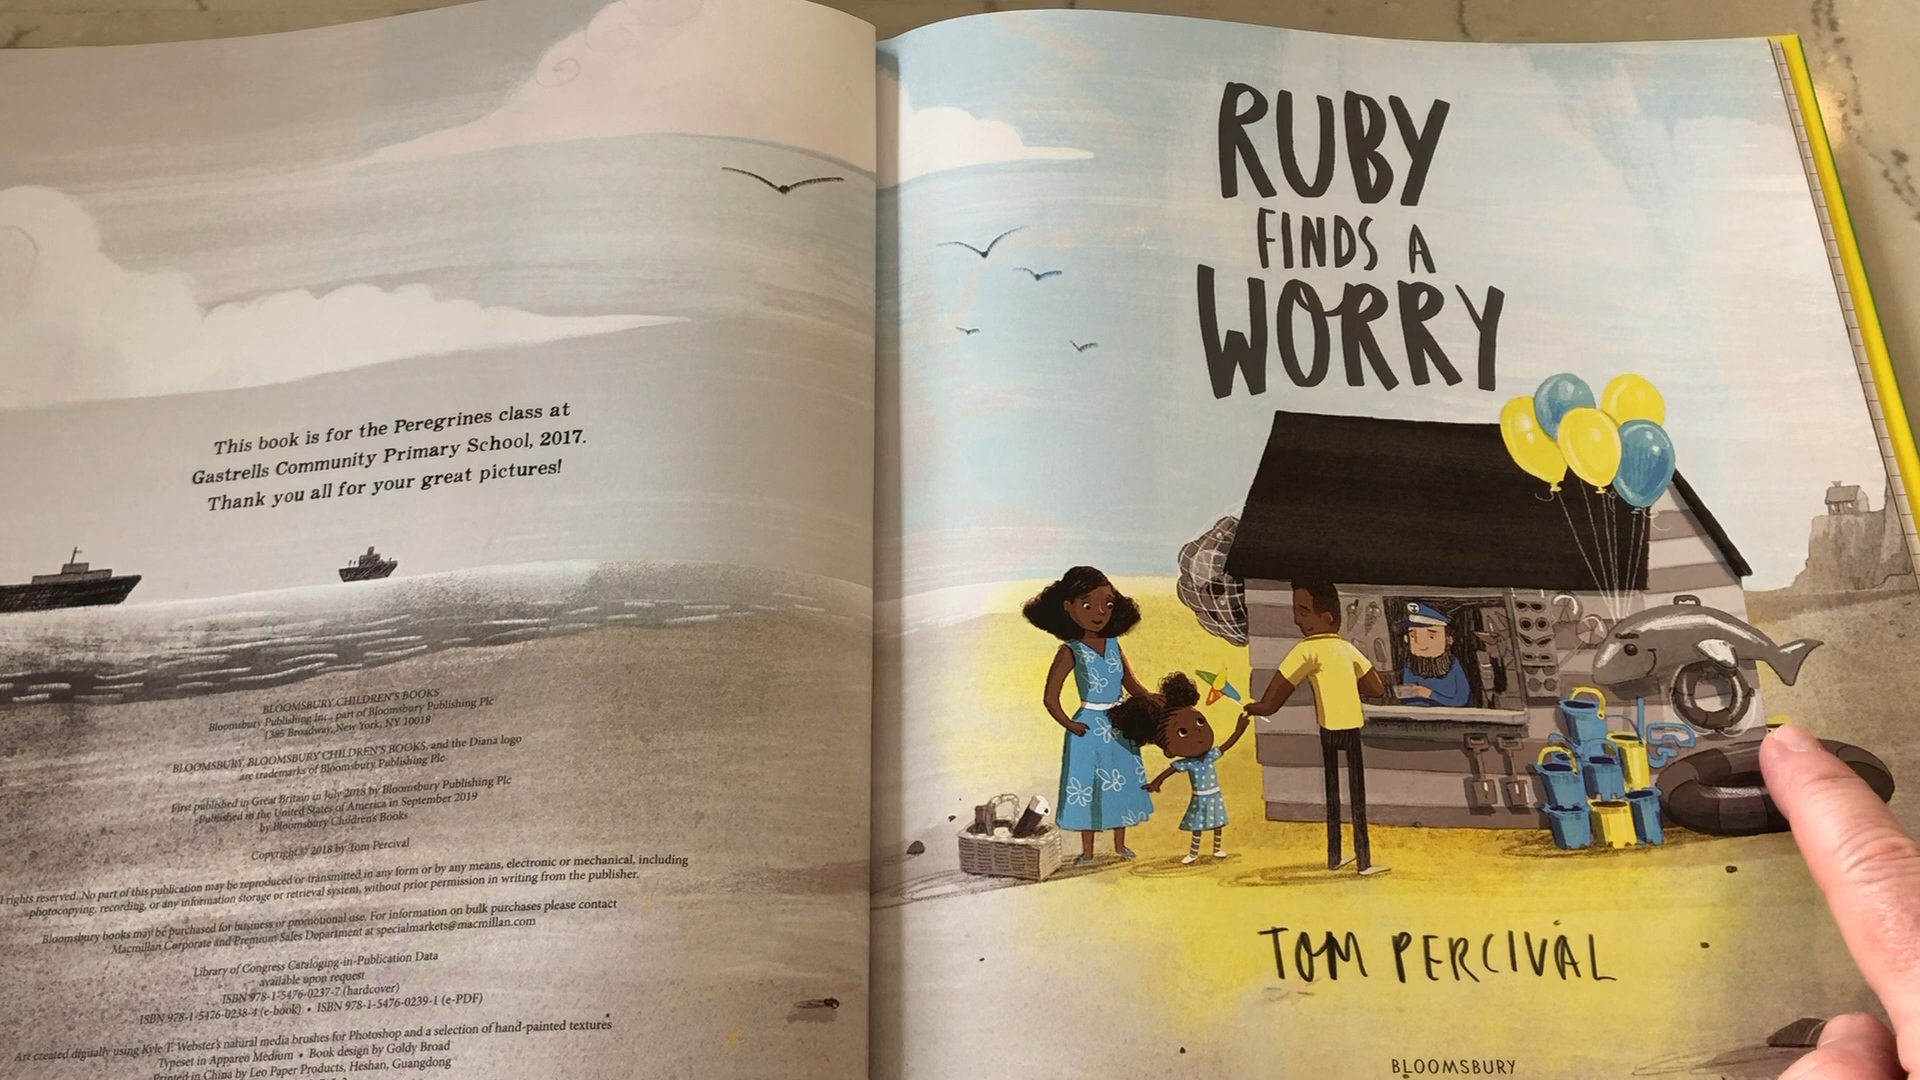 This book is for the Peregrines class at
Gastrells Community Primary School, 2017.
Thank you all for your great pictures!
BLOOMSBURY CHILDREN'S BOOKS
Bloomsbury Publishing Inc., part of Bloomsbury Publishing Plc
1385 Broadway, New York, NY 10018
BLOOMSBURY, BLOOMSBURY CHILDREN'S BOOKS, and the Diana logo
are trademarks of Bloomsbury Publishing Plc
First published in Great Britain in July 2018 by Bloomsbury Publishing Plc
Published in the United States of America in September 2019
by Bloomsbury Children's Books
Copyright © 2018 by Tom Percival
rights reserved. No part of this publication may be reproduced or transmitted in any form or by any means, electronic or mechanical, including
photocopying, recording, or any information storage or retrieval system, without prior permission in writing from the publisher.
Bloomsbury books may be purchased for business or promotional use. For information on bulk purchases please contact
Macmillan Corporate and Premium Sales Department at specialmarkets@macmillan.com
Library of Congress Cataloging-in-Publication Data
available upon request
ISBN 978-1-5476-0237-7 (hardcover)
ISBN 978-1-5476-0238-4 (e-book) • ISBN 978-1-5476-0239-1 (e-PDF)
Art created digitally using Kyle T. Webster's natural media brushes for Photoshop and a selection of hand-painted textures
Typeset in Appareo Medium • Book design by Goldy Broad
Printed in China by Leo Paper Products, Heshan, Guangdong
RUBY
FINDS A
WORRY
TOM PERCIVAL
BLOOMSBURY